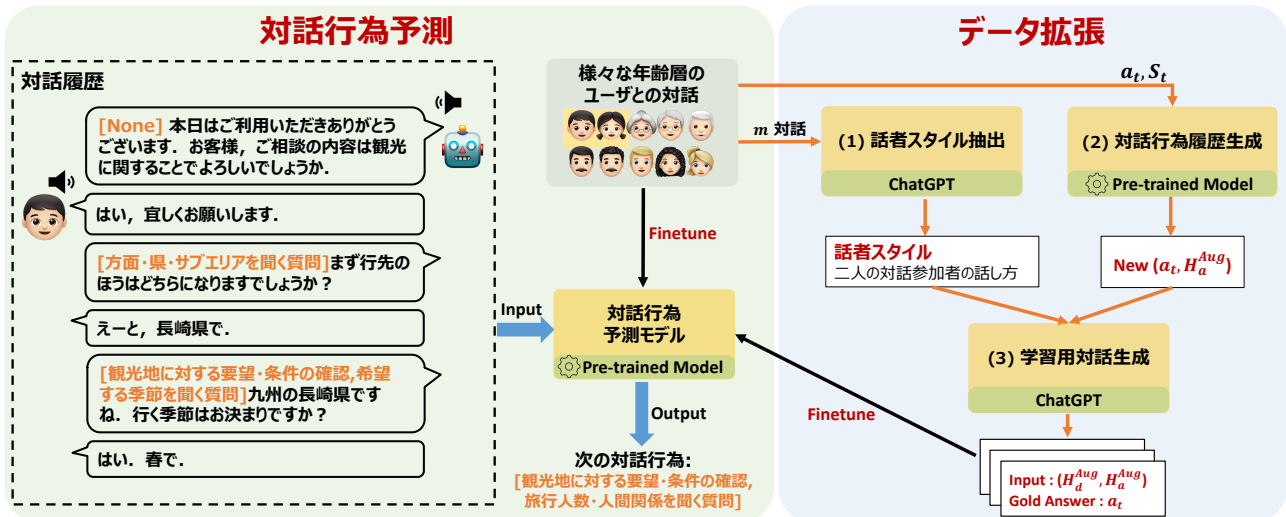 対話行為予測
対話履歴
[None] 本日はご利用いただきありがとう
ございます．お客様，ご相談の内容は観光
に関することでよろしいでしょうか．
はい，宜しくお願いします．
[方面・県・サブエリアを聞く質問]まず行先の
ほうはどちらになりますでしょうか？
えーと，長崎県で．
[観光地に対する要望・条件の確認,希望
する季節を聞く質問]九州の長崎県です
ね．行く季節はお決まりですか？
はい．春で．
様々な年齢層の
ユーザとの対話
Finetune
Input
対話行為
予測モデル
Pre-trained Model
Output
次の対話行為:
[観光地に対する要望・条件の確認,
旅行人数・人間関係を聞く質問]
データ拡張
a_t, S_t
m 対話
(1) 話者スタイル抽出
ChatGPT
(2) 対話行為履歴生成
Pre-trained Model
話者スタイル
二人の対話参加者の話し方
New (a_t, H_a^{Aug})
(3) 学習用対話生成
ChatGPT
Finetune
Input : (H_d^{Aug}, H_a^{Aug})
Gold Answer : a_t